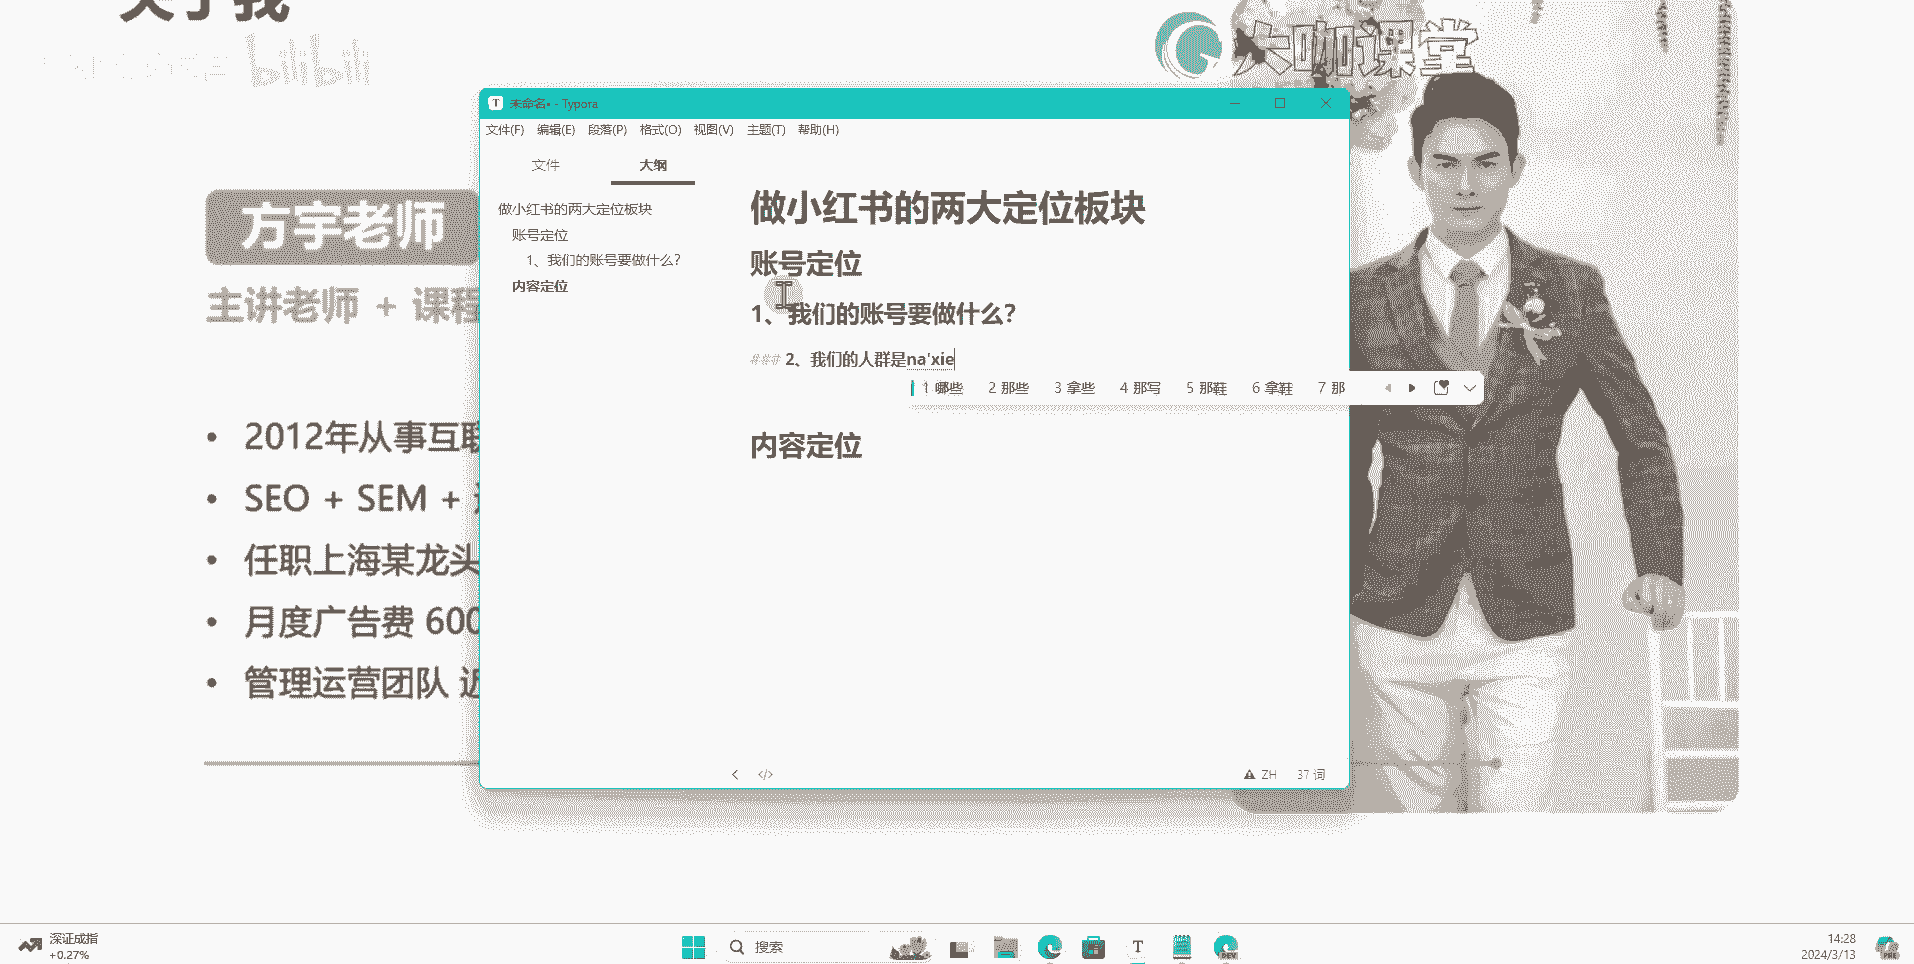 关于我
bilibili
大咖课堂
方宇老师
主讲老师 + 课程
2012年从事互联
SEO + SEM +
任职上海某龙头
月度广告费 600
管理运营团队 近
未命名• - Typora
文件(F) 编辑(E) 段落(P) 格式(O) 视图(V) 主题(T) 帮助(H)
文件 大纲
做小红书的两大定位板块
账号定位
1、我们的账号要做什么?
内容定位
做小红书的两大定位板块
账号定位
1、我们的账号要做什么?
### 2、我们的人群是na'xie
1 哪些 2 那些 3 拿些 4 那写 5 那鞋 6 拿鞋 7 那
内容定位
</> ZH 37 词
深证成指
+0.27%
搜索
T
DEV
14:28
2024/3/13
PRE